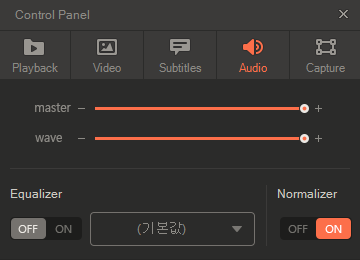 Control Panel
Playback Video Subtitles Audio Capture
master
wave
Equalizer Normalizer
OFF ON (기본값) OFF ON